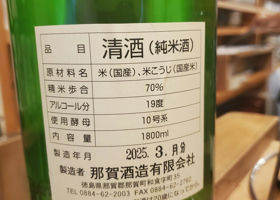 品目 清酒(純米酒)
原材料名 米(国産)、米こうじ(国産米)
精米歩合 70%
アルコール分 19度
使用酵母 10号系
内容量 1800ml
製造年月 2025.3.月分
製造者 那賀酒造有限会社
徳島県那賀郡那賀町和食字町35
TEL 0884-62-2003 FAX 0884-62-2762